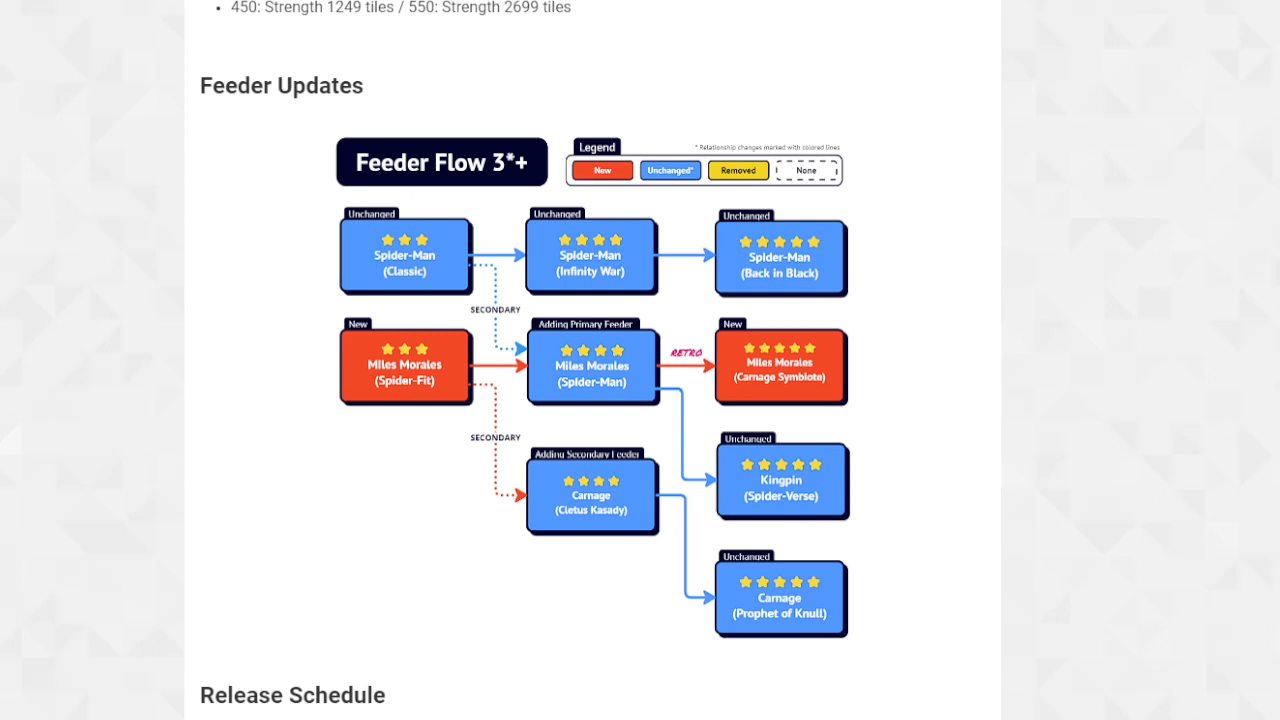 • 450: Strength 1249 tiles / 550: Strength 2699 tiles
Feeder Updates
Feeder Flow 3*+
Legend
* Relationship changes marked with colored lines
New
Unchanged*
Removed
None
Unchanged
Spider-Man
(Classic)
Unchanged
Spider-Man
(Infinity War)
Unchanged
Spider-Man
(Back in Black)
SECONDARY
New
Miles Morales
(Spider-Fit)
Adding Primary Feeder
Miles Morales
(Spider-Man)
RETRO
New
Miles Morales
(Carnage Symbiote)
SECONDARY
Adding Secondary Feeder
Carnage
(Cletus Kasady)
Unchanged
Kingpin
(Spider-Verse)
Unchanged
Carnage
(Prophet of Knull)
Release Schedule